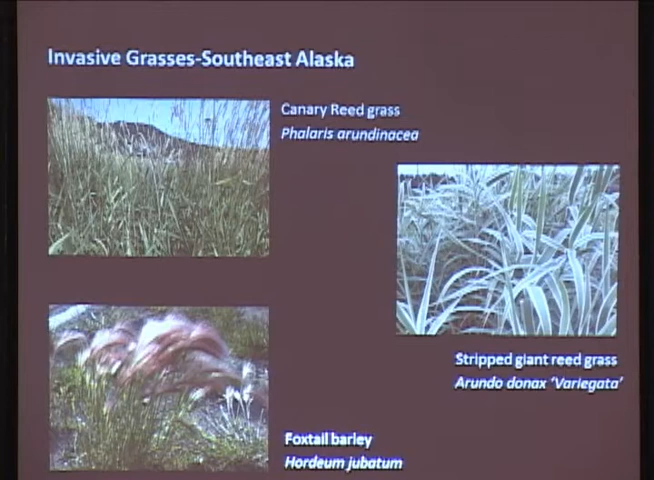 Invasive Grasses-Southeast Alaska
Canary Reed grass
Phalaris arundinacea
Stripped giant reed grass
Arundo donax 'Variegata'
Foxtail barley
Hordeum jubatum